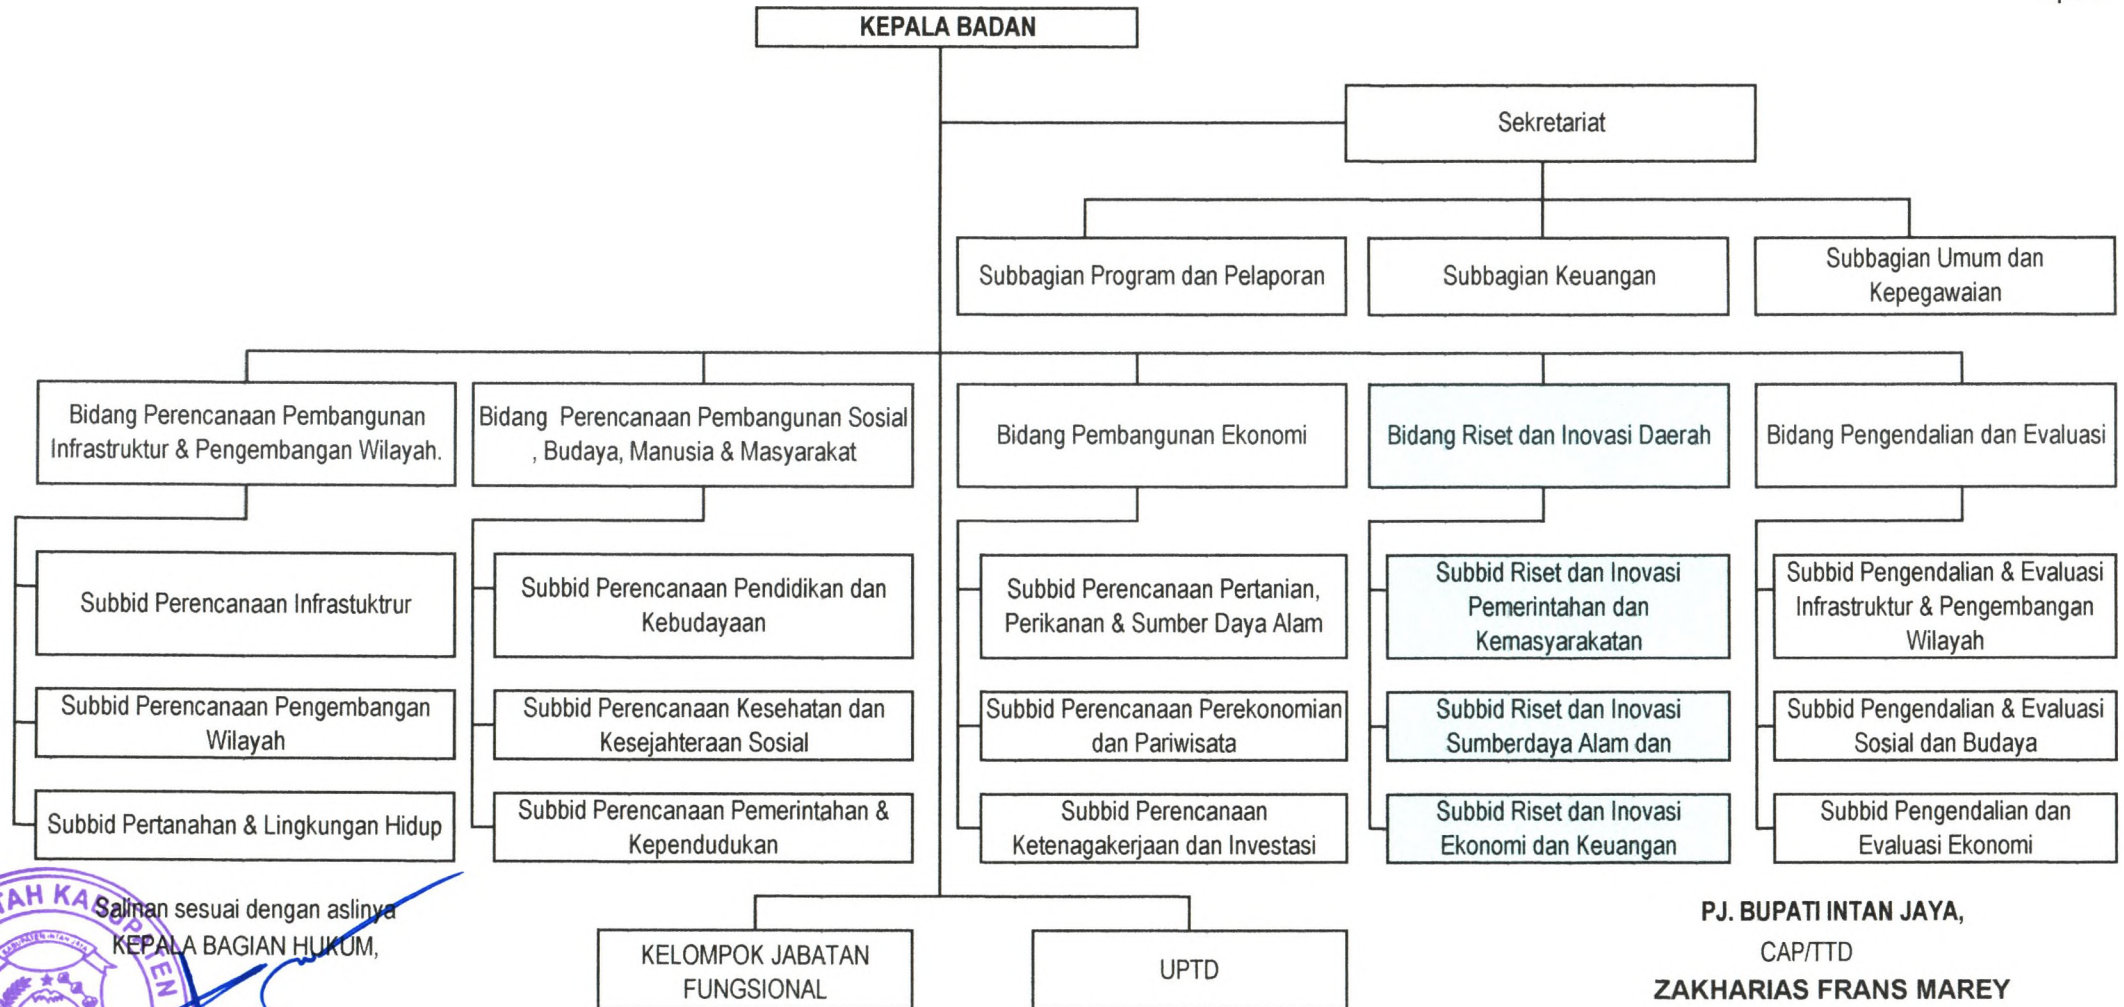 KEPALA BADAN
Sekretariat
Subbagian Program dan Pelaporan
Subbagian Keuangan
Subbagian Umum dan
Kepegawaian
Bidang Perencanaan Pembangunan
Infrastruktur & Pengembangan Wilayah.
Bidang Perencanaan Pembangunan Sosial
, Budaya, Manusia & Masyarakat
Bidang Pembangunan Ekonomi
Bidang Riset dan Inovasi Daerah
Bidang Pengendalian dan Evaluasi
Subbid Perencanaan Infrastuktrur
Subbid Perencanaan Pendidikan dan
Kebudayaan
Subbid Perencanaan Pertanian,
Perikanan & Sumber Daya Alam
Subbid Riset dan Inovasi
Pemerintahan dan
Kemasyarakatan
Subbid Pengendalian & Evaluasi
Infrastruktur & Pengembangan
Wilayah
Subbid Perencanaan Pengembangan
Wilayah
Subbid Perencanaan Kesehatan dan
Kesejahteraan Sosial
Subbid Perencanaan Perekonomian
dan Pariwisata
Subbid Riset dan Inovasi
Sumberdaya Alam dan
Subbid Pengendalian & Evaluasi
Sosial dan Budaya
Subbid Pertanahan & Lingkungan Hidup
Subbid Perencanaan Pemerintahan &
Kependudukan
Subbid Perencanaan
Ketenagakerjaan dan Investasi
Subbid Riset dan Inovasi
Ekonomi dan Keuangan
Subbid Pengendalian dan
Evaluasi Ekonomi
Salinan sesuai dengan aslinya
KEPALA BAGIAN HUKUM,
KELOMPOK JABATAN
FUNGSIONAL
UPTD
PJ. BUPATI INTAN JAYA,
CAP/TTD
ZAKHARIAS FRANS MAREY